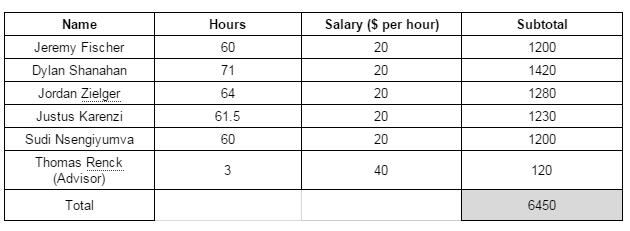 Name Hours Salary ($ per hour) Subtotal
Jeremy Fischer 60 20 1200
Dylan Shanahan 71 20 1420
Jordan Zielger 64 20 1280
Justus Karenzi 61.5 20 1230
Sudi Nsengiyumva 60 20 1200
Thomas Renck
(Advisor) 3 40 120
Total 6450